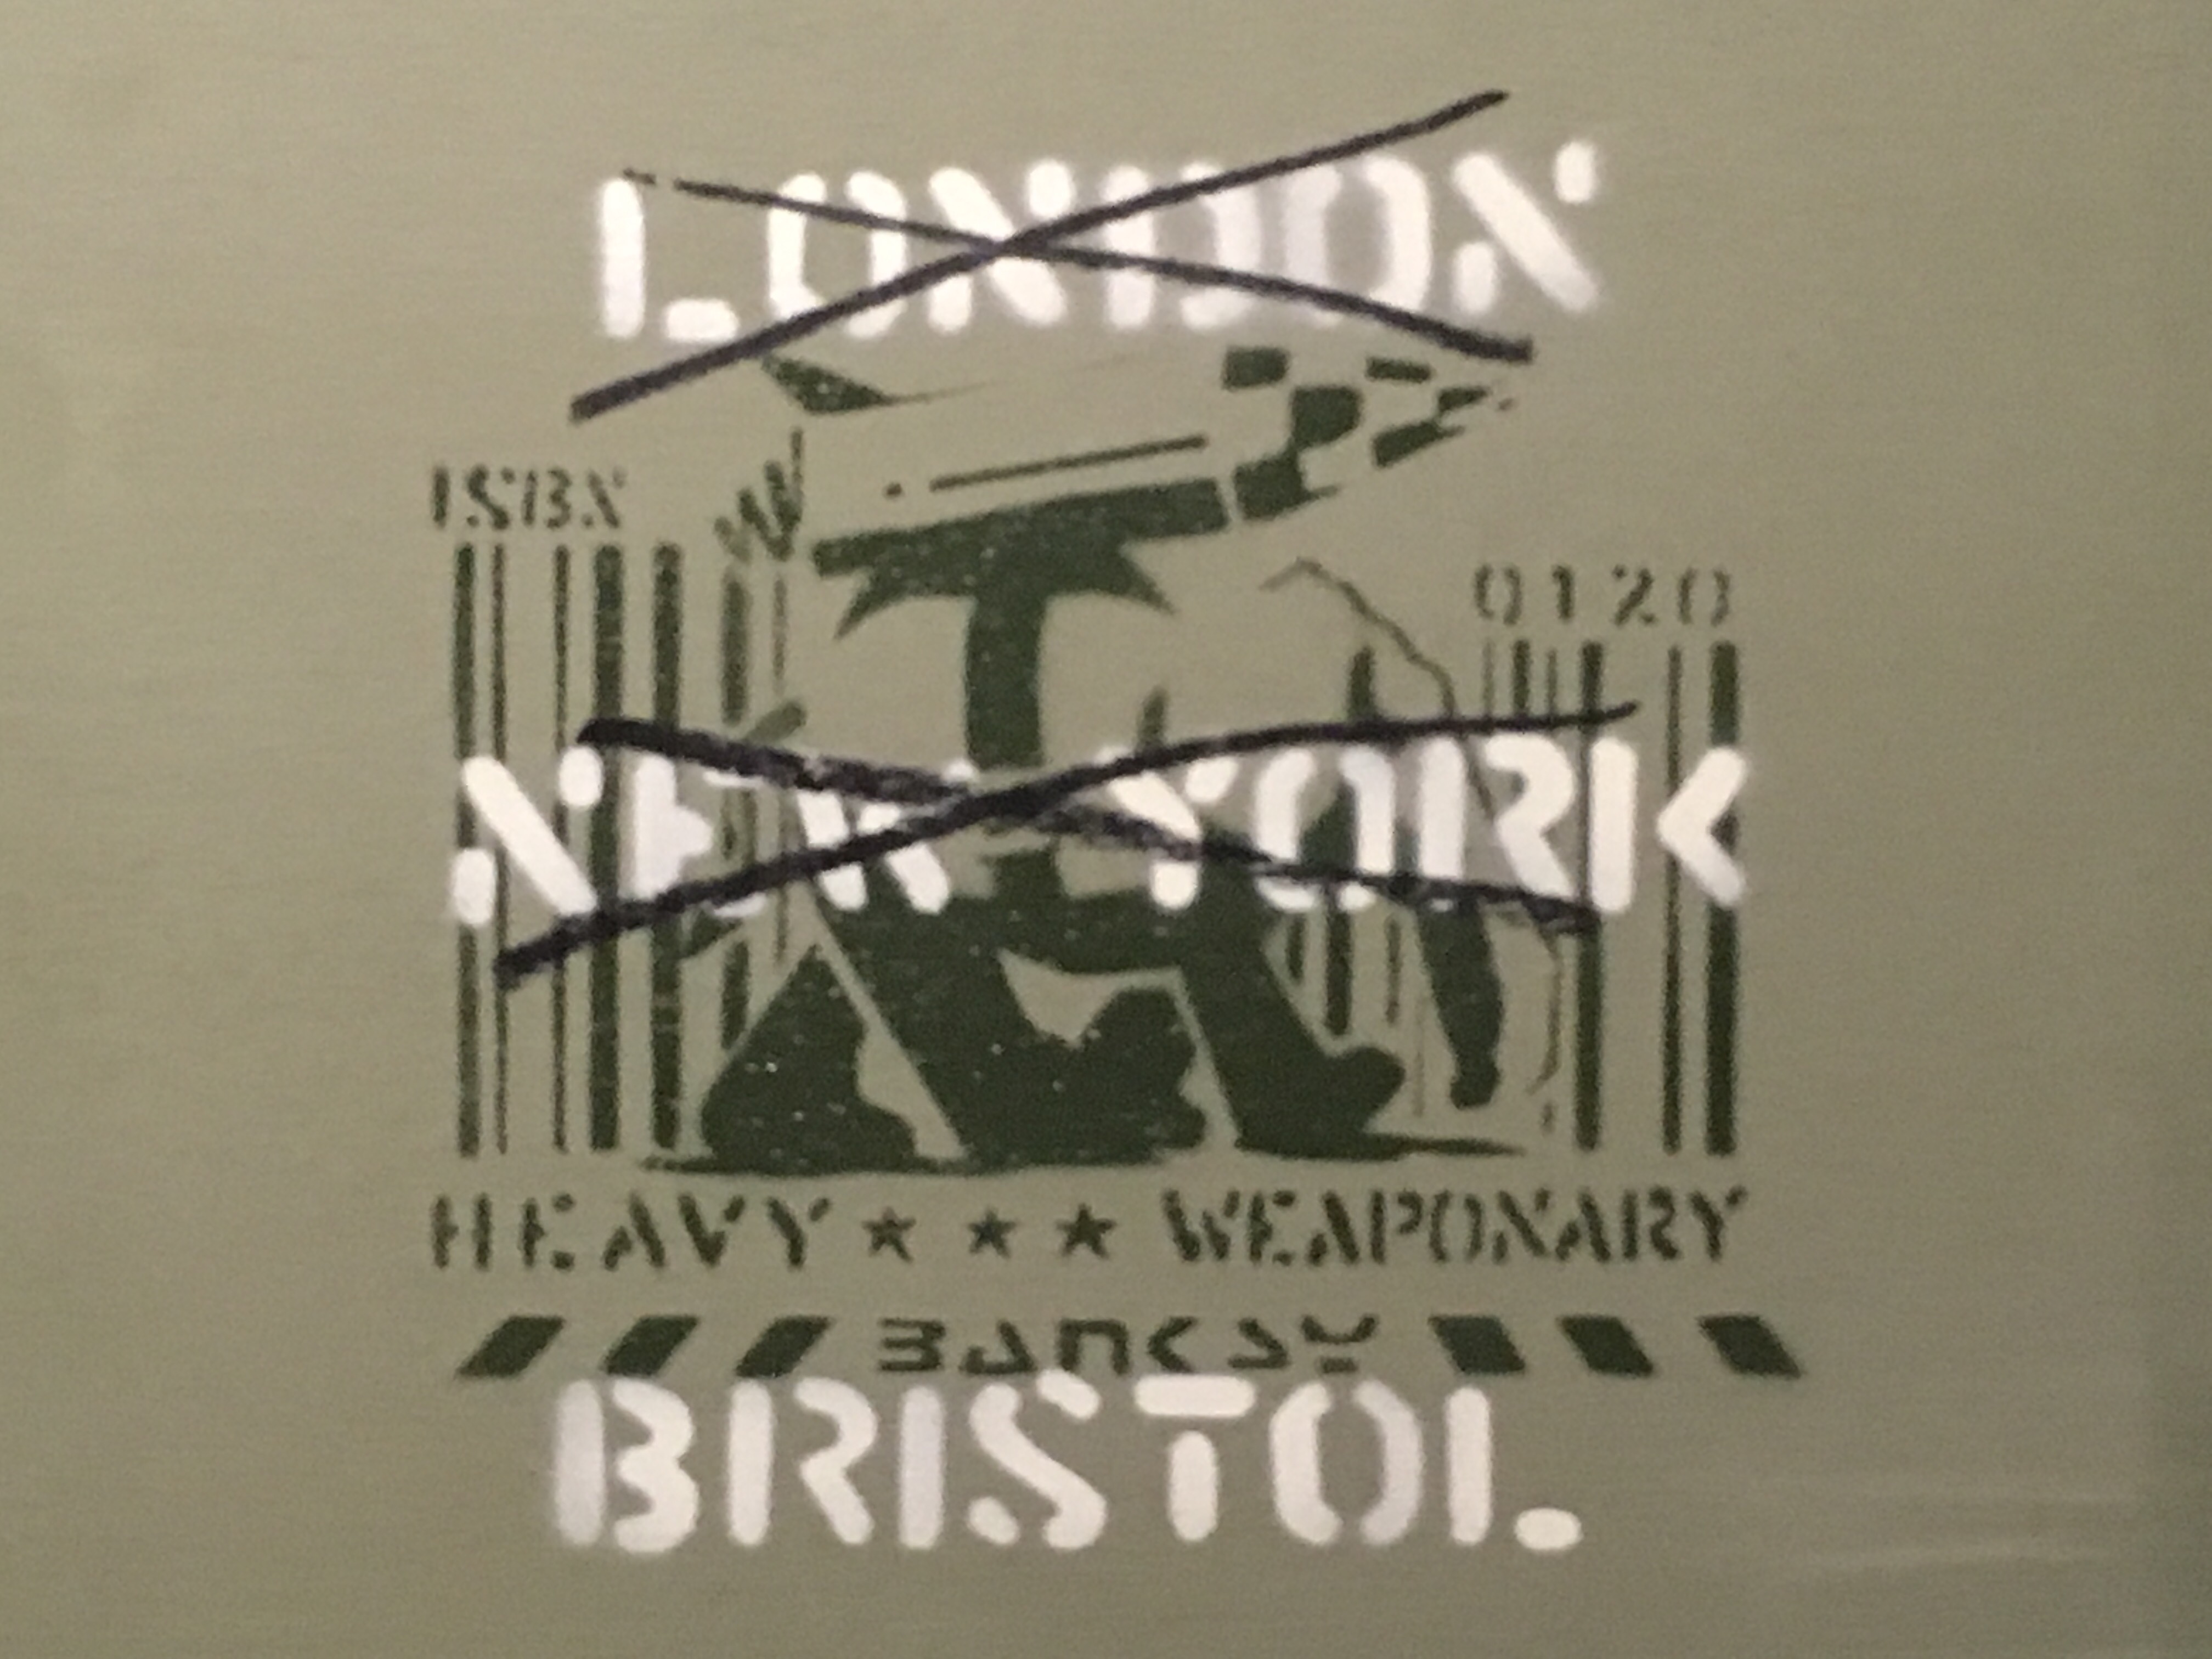 LONDON
ISBN
0120
NEW YORK
HEAVY ★ ★ ★ WEAPONARY
BANKSY
BRISTOL